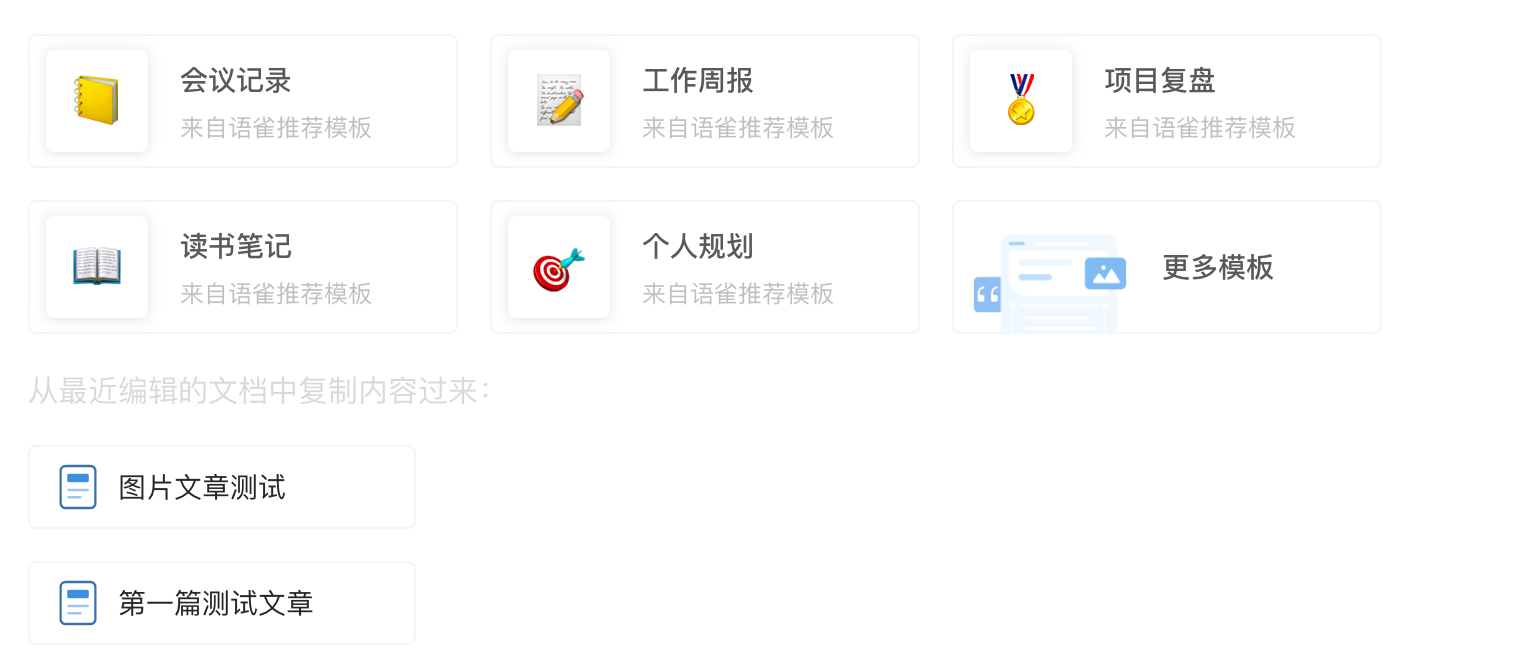 会议记录
来自语雀推荐模板
工作周报
来自语雀推荐模板
项目复盘
来自语雀推荐模板
读书笔记
来自语雀推荐模板
个人规划
来自语雀推荐模板
更多模板
从最近编辑的文档中复制内容过来：
图片文章测试
第一篇测试文章